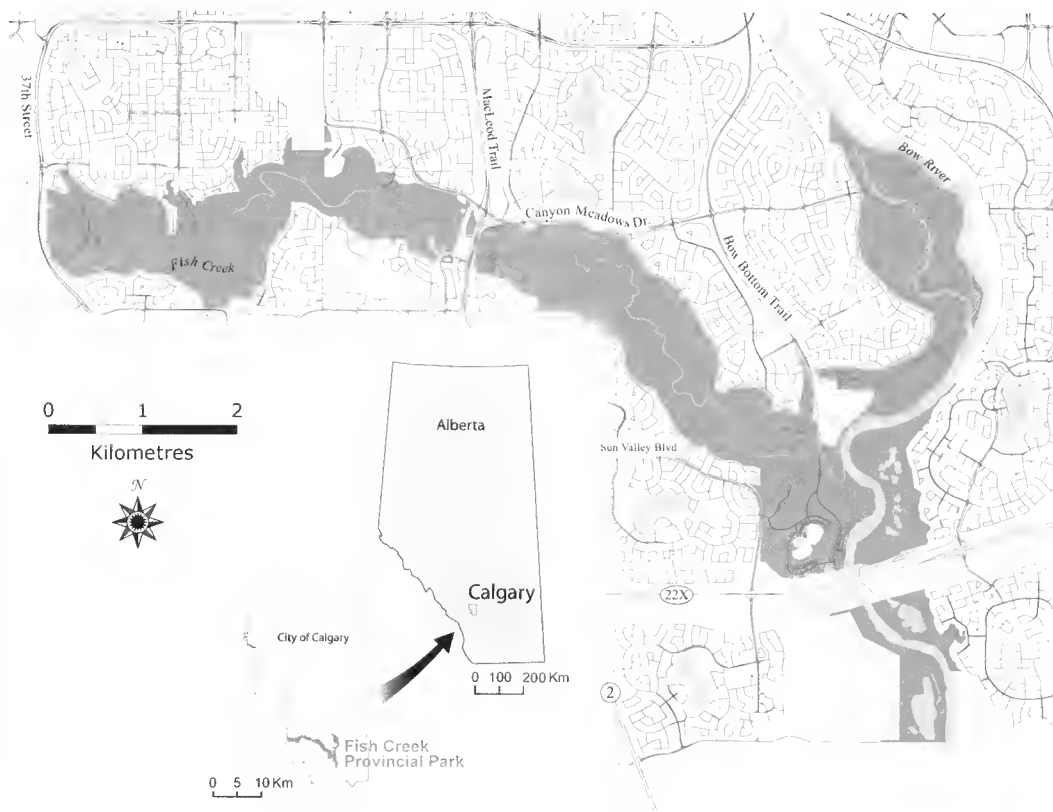 37th Street
MacLeod Trail
Bow River
Canyon Meadows Dr.
Fish Creek
Bow Bottom Trail
0 1 2
Kilometres
N
Alberta
Sun Valley Blvd
Calgary
22X
City of Calgary
0 100 200 Km
2
Fish Creek
Provincial Park
0 5 10 Km